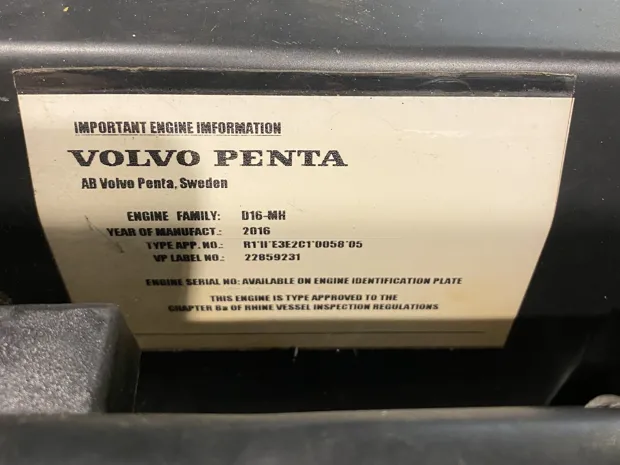 IMPORTANT ENGINE IMFORMATION
VOLVO PENTA
AB Volvo Penta, Sweden
ENGINE FAMILY: D16-MH
YEAR OF MANUFACT.: 2016
TYPE APP. NO.: R1*II*E3E2C1*0058*05
VP LABEL NO.: 22859231
ENGINE SERIAL NO: AVAILABLE ON ENGINE IDENTIFICATION PLATE
THIS ENGINE IS TYPE APPROVED TO THE
CHAPTER 8a OF RHINE VESSEL INSPECTION REGULATIONS